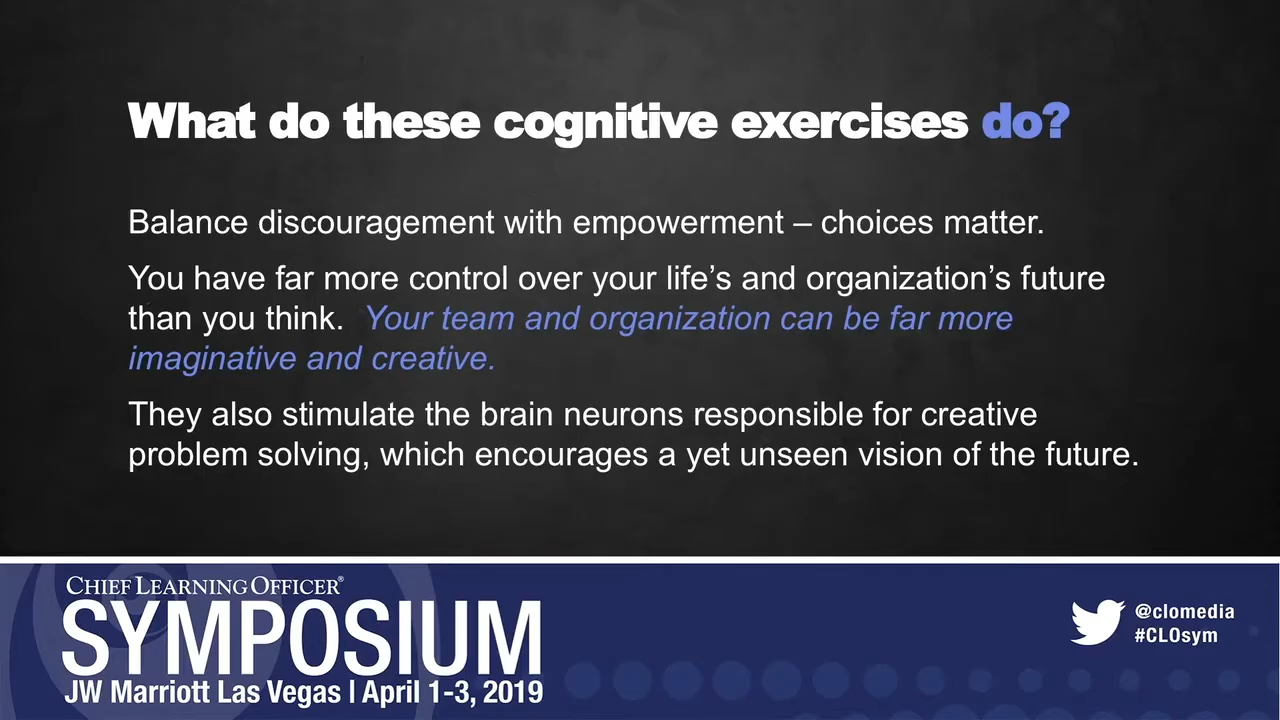 What do these cognitive exercises do?
Balance discouragement with empowerment – choices matter.
You have far more control over your life’s and organization’s future
than you think.  Your team and organization can be far more
imaginative and creative.
They also stimulate the brain neurons responsible for creative
problem solving, which encourages a yet unseen vision of the future.
CHIEF LEARNING OFFICER®
SYMPOSIUM
JW Marriott Las Vegas | April 1-3, 2019
@clomedia
#CLOsym